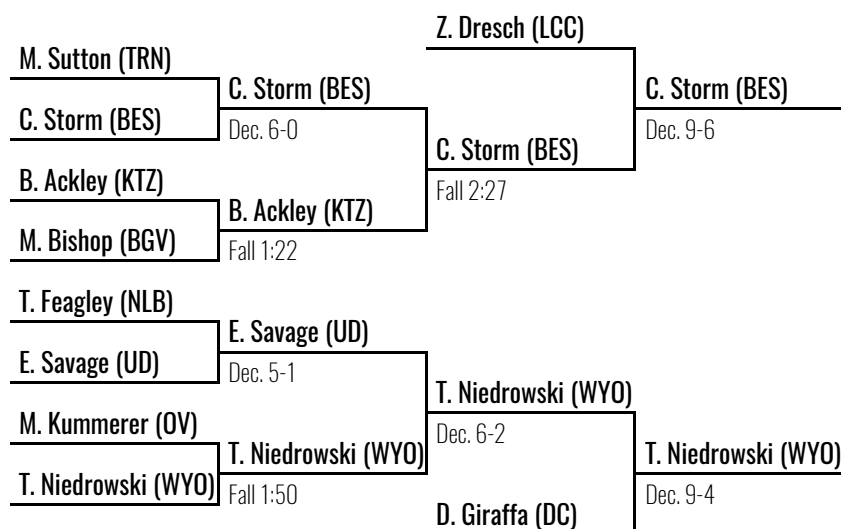 Z. Dresch (LCC)
M. Sutton (TRN)
C. Storm (BES)
C. Storm (BES)
C. Storm (BES)
Dec. 6-0
Dec. 9-6
C. Storm (BES)
B. Ackley (KTZ)
Fall 2:27
B. Ackley (KTZ)
M. Bishop (BGV)
Fall 1:22
T. Feagley (NLB)
E. Savage (UD)
E. Savage (UD)
Dec. 5-1
T. Niedrowski (WYO)
M. Kummerer (OV)
Dec. 6-2
T. Niedrowski (WYO)
T. Niedrowski (WYO)
T. Niedrowski (WYO)
Fall 1:50
Dec. 9-4
D. Giraffa (DC)